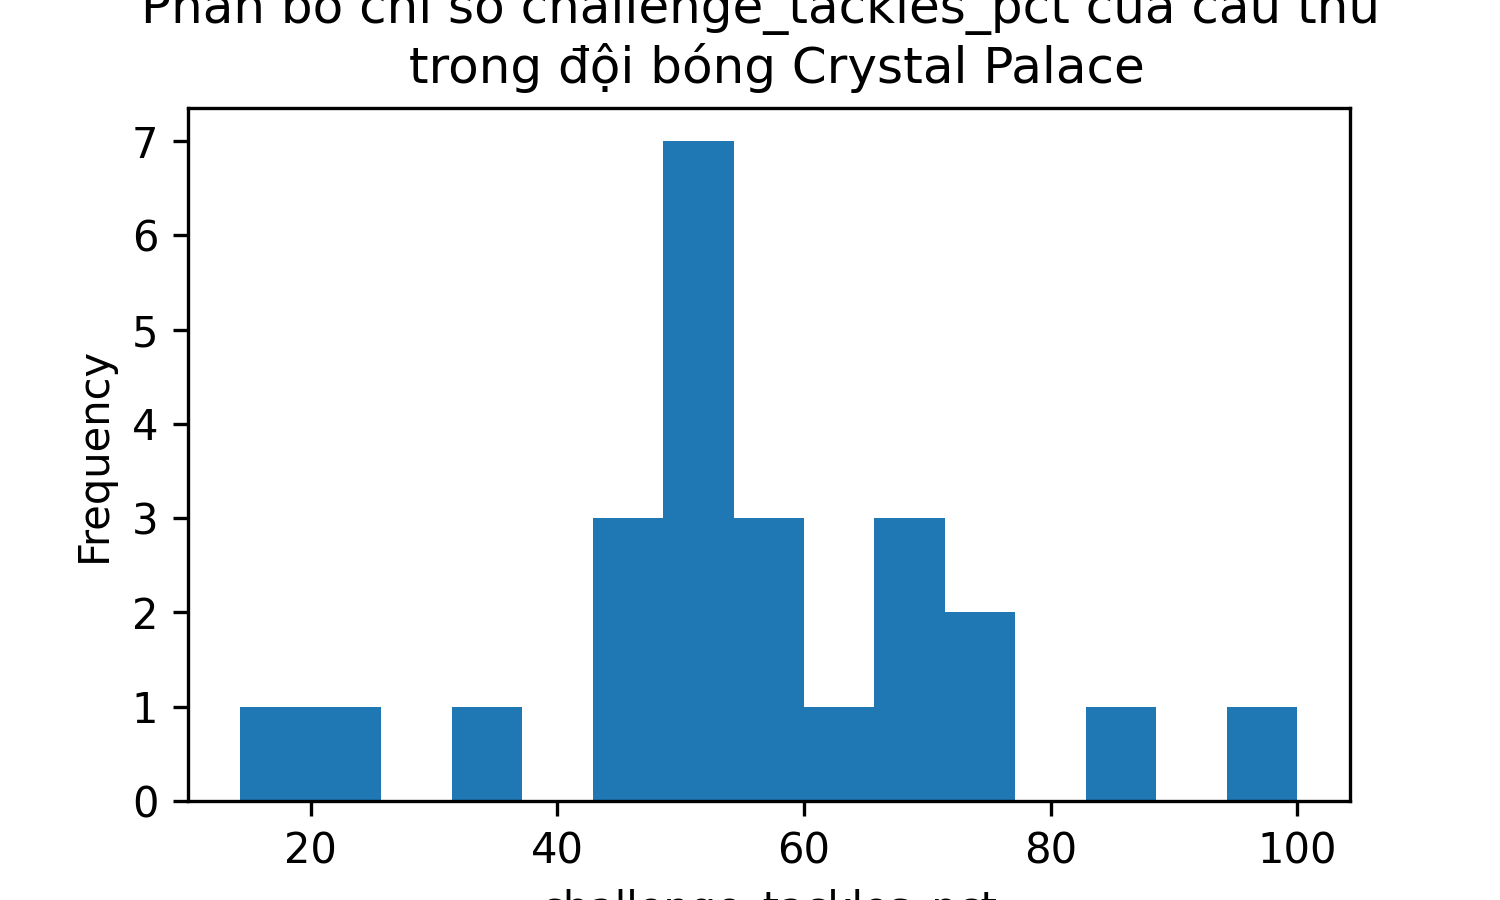 Phân bố chỉ số challenge_tackles_pct của cầu thủ
trong đội bóng Crystal Palace
7
6
5
4
3
2
1
0
Frequency
20 40 60 80 100
challenge_tackles_pct